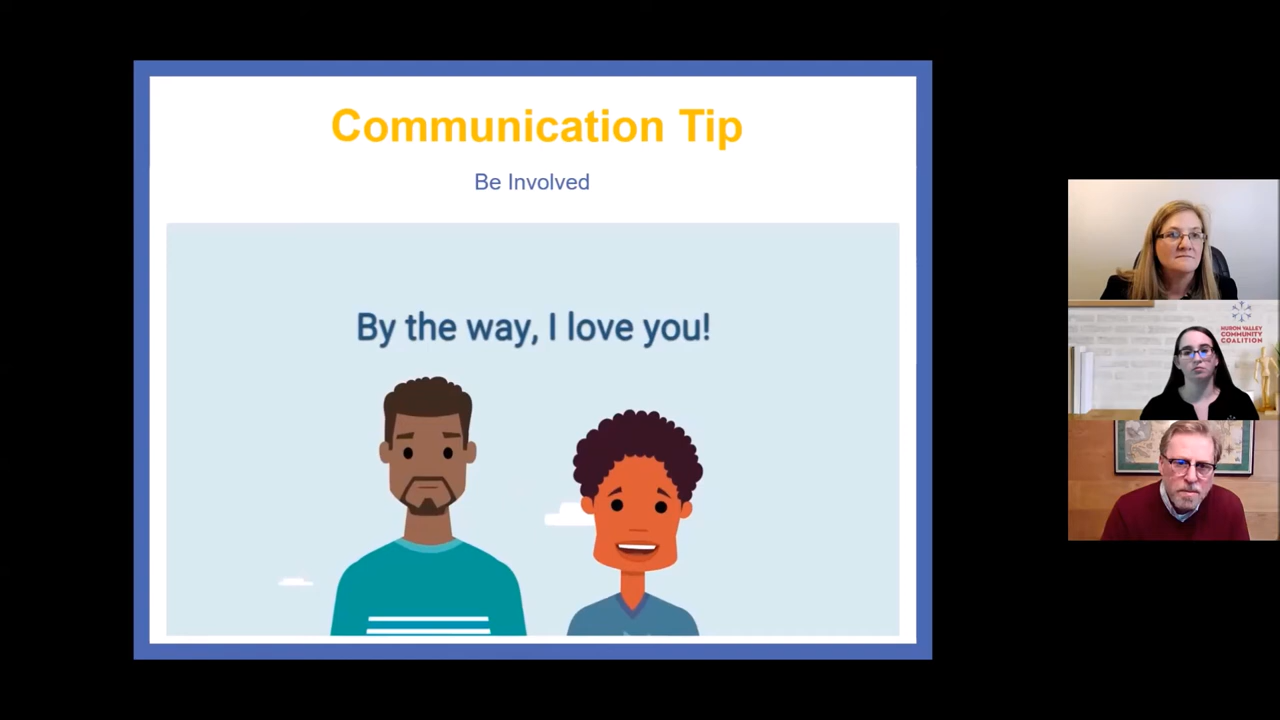 Communication Tip
Be Involved
By the way, I love you!
HURON VALLEY
COMMUNITY
COALITION